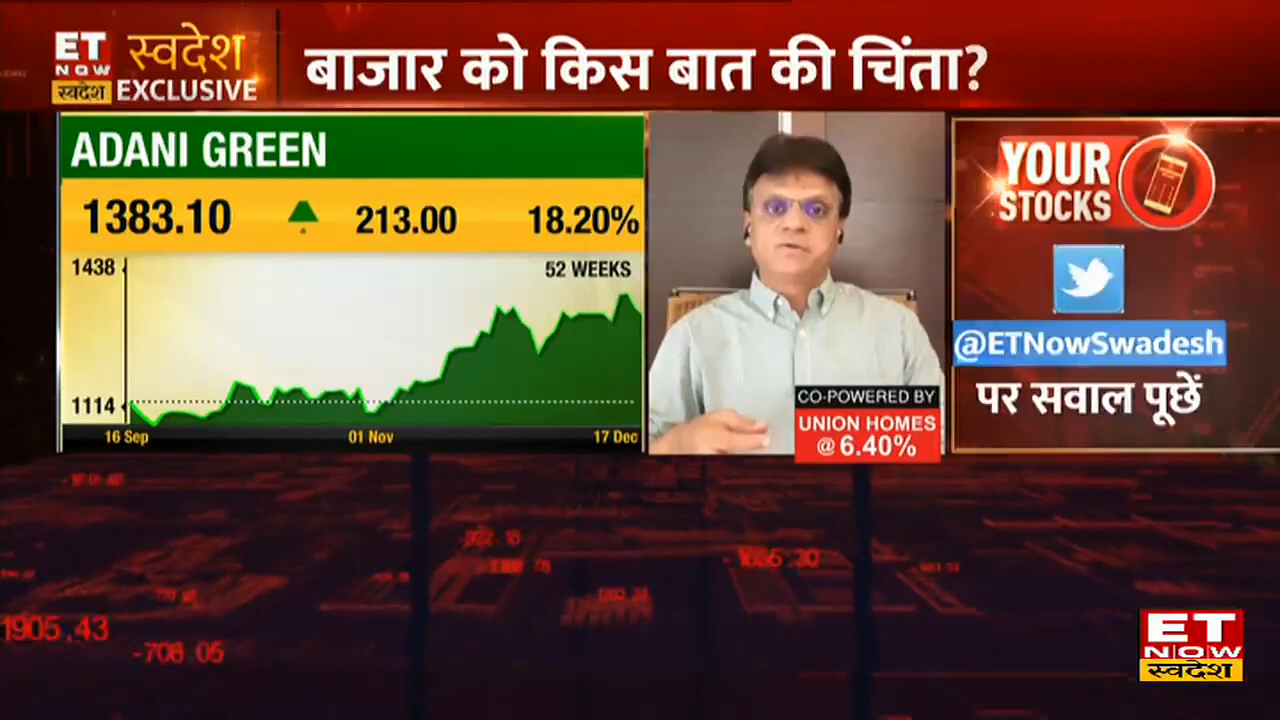 ET
NOW
स्वदेश
स्वदेश
EXCLUSIVE
बाजार को किस बात की चिंता?
ADANI GREEN
1383.10 213.00 18.20%
1438
52 WEEKS
1114
16 Sep 01 Nov 17 Dec
CO-POWERED BY
UNION HOMES
@ 6.40%
YOUR
STOCKS
@ETNowSwadesh
पर सवाल पूछें
1905.43
-708 05
ET
NOW
स्वदेश